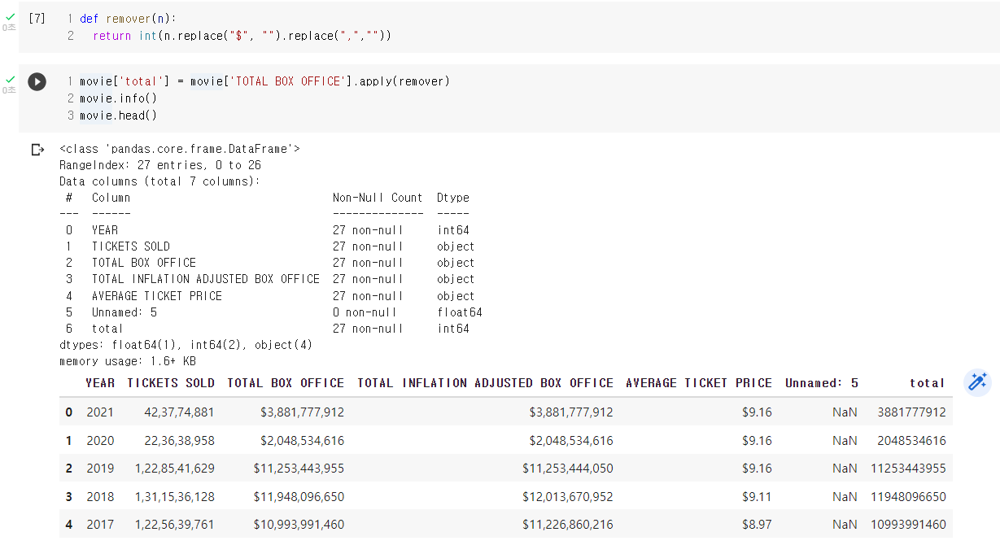 [7] 1 def remover(n):
0초 2 return int(n.replace("$", "").replace(",",""))
1 movie['total'] = movie['TOTAL BOX OFFICE'].apply(remover)
0초 2 movie.info()
3 movie.head()
<class 'pandas.core.frame.DataFrame'>
RangeIndex: 27 entries, 0 to 26
Data columns (total 7 columns):
# Column Non-Null Count Dtype
--- ------ -------------- -----
0 YEAR 27 non-null int64
1 TICKETS SOLD 27 non-null object
2 TOTAL BOX OFFICE 27 non-null object
3 TOTAL INFLATION ADJUSTED BOX OFFICE 27 non-null object
4 AVERAGE TICKET PRICE 27 non-null object
5 Unnamed: 5 0 non-null float64
6 total 27 non-null int64
dtypes: float64(1), int64(2), object(4)
memory usage: 1.6+ KB
YEAR TICKETS SOLD TOTAL BOX OFFICE TOTAL INFLATION ADJUSTED BOX OFFICE AVERAGE TICKET PRICE Unnamed: 5 total
0 2021 42,37,74,881 $3,881,777,912 $3,881,777,912 $9.16 NaN 3881777912
1 2020 22,36,38,958 $2,048,534,616 $2,048,534,616 $9.16 NaN 2048534616
2 2019 1,22,85,41,629 $11,253,443,955 $11,253,444,050 $9.16 NaN 11253443955
3 2018 1,31,15,36,128 $11,948,096,650 $12,013,670,952 $9.11 NaN 11948096650
4 2017 1,22,56,39,761 $10,993,991,460 $11,226,860,216 $8.97 NaN 10993991460